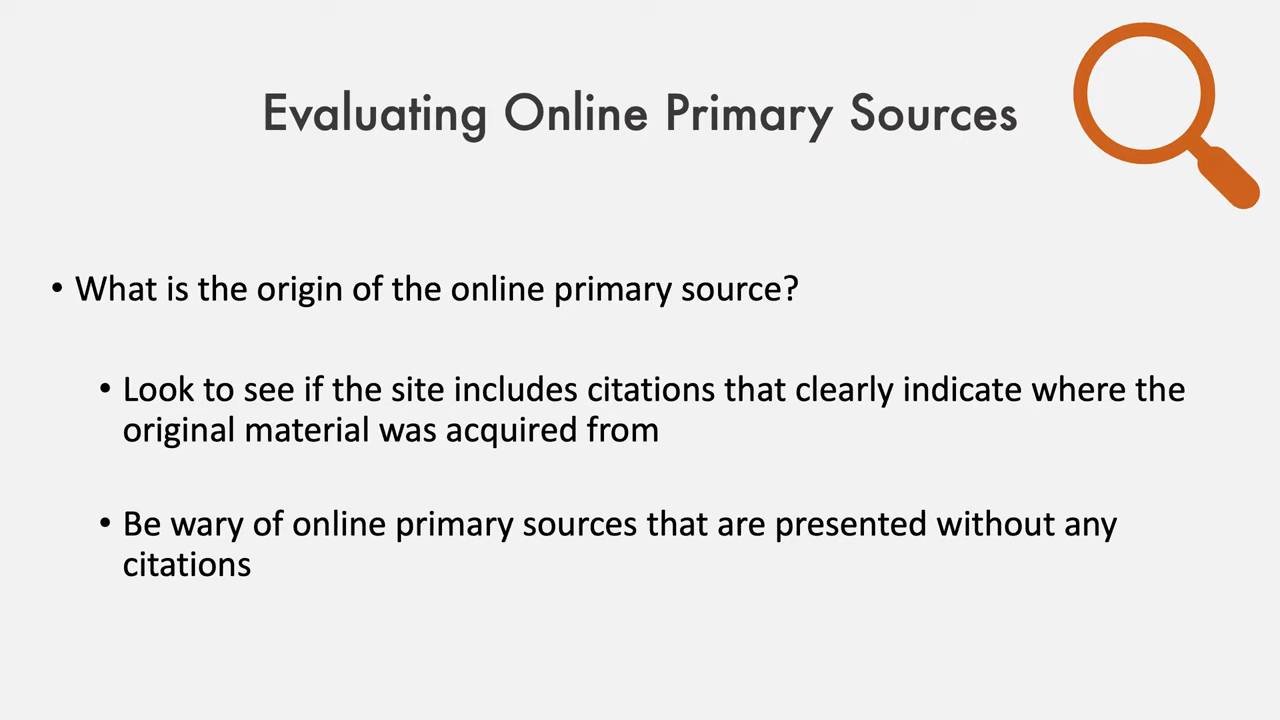 Evaluating Online Primary Sources
• What is the origin of the online primary source?
• Look to see if the site includes citations that clearly indicate where the
original material was acquired from
• Be wary of online primary sources that are presented without any
citations